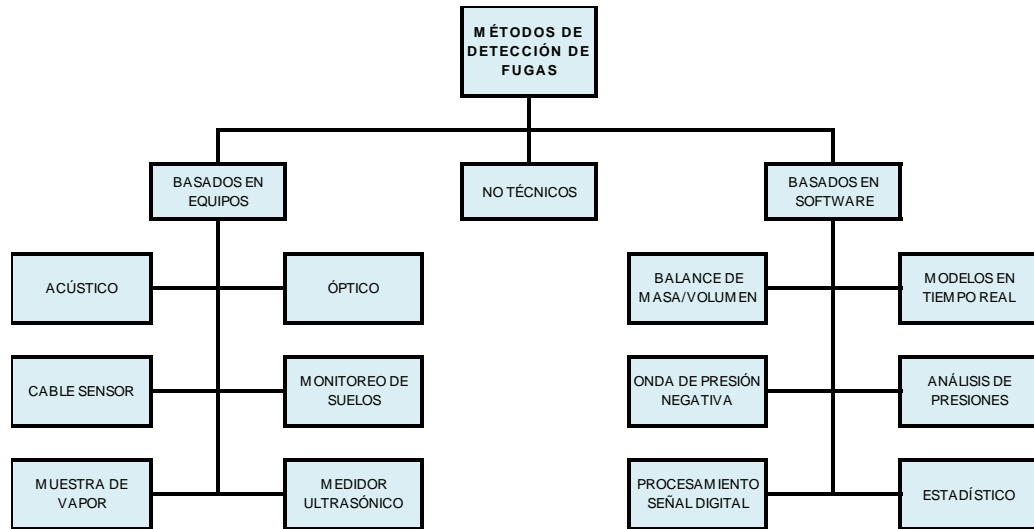 MÉTODOS DE
DETECCIÓN DE
FUGAS
BASADOS EN
EQUIPOS
NO TÉCNICOS
BASADOS EN
SOFTWARE
ACÚSTICO
ÓPTICO
BALANCE DE
MASA/VOLUMEN
MODELOS EN
TIEMPO REAL
CABLE SENSOR
MONITOREO DE
SUELOS
ONDA DE PRESIÓN
NEGATIVA
ANÁLISIS DE
PRESIONES
MUESTRA DE
VAPOR
MEDIDOR
ULTRASÓNICO
PROCESAMIENTO
SEÑAL DIGITAL
ESTADÍSTICO